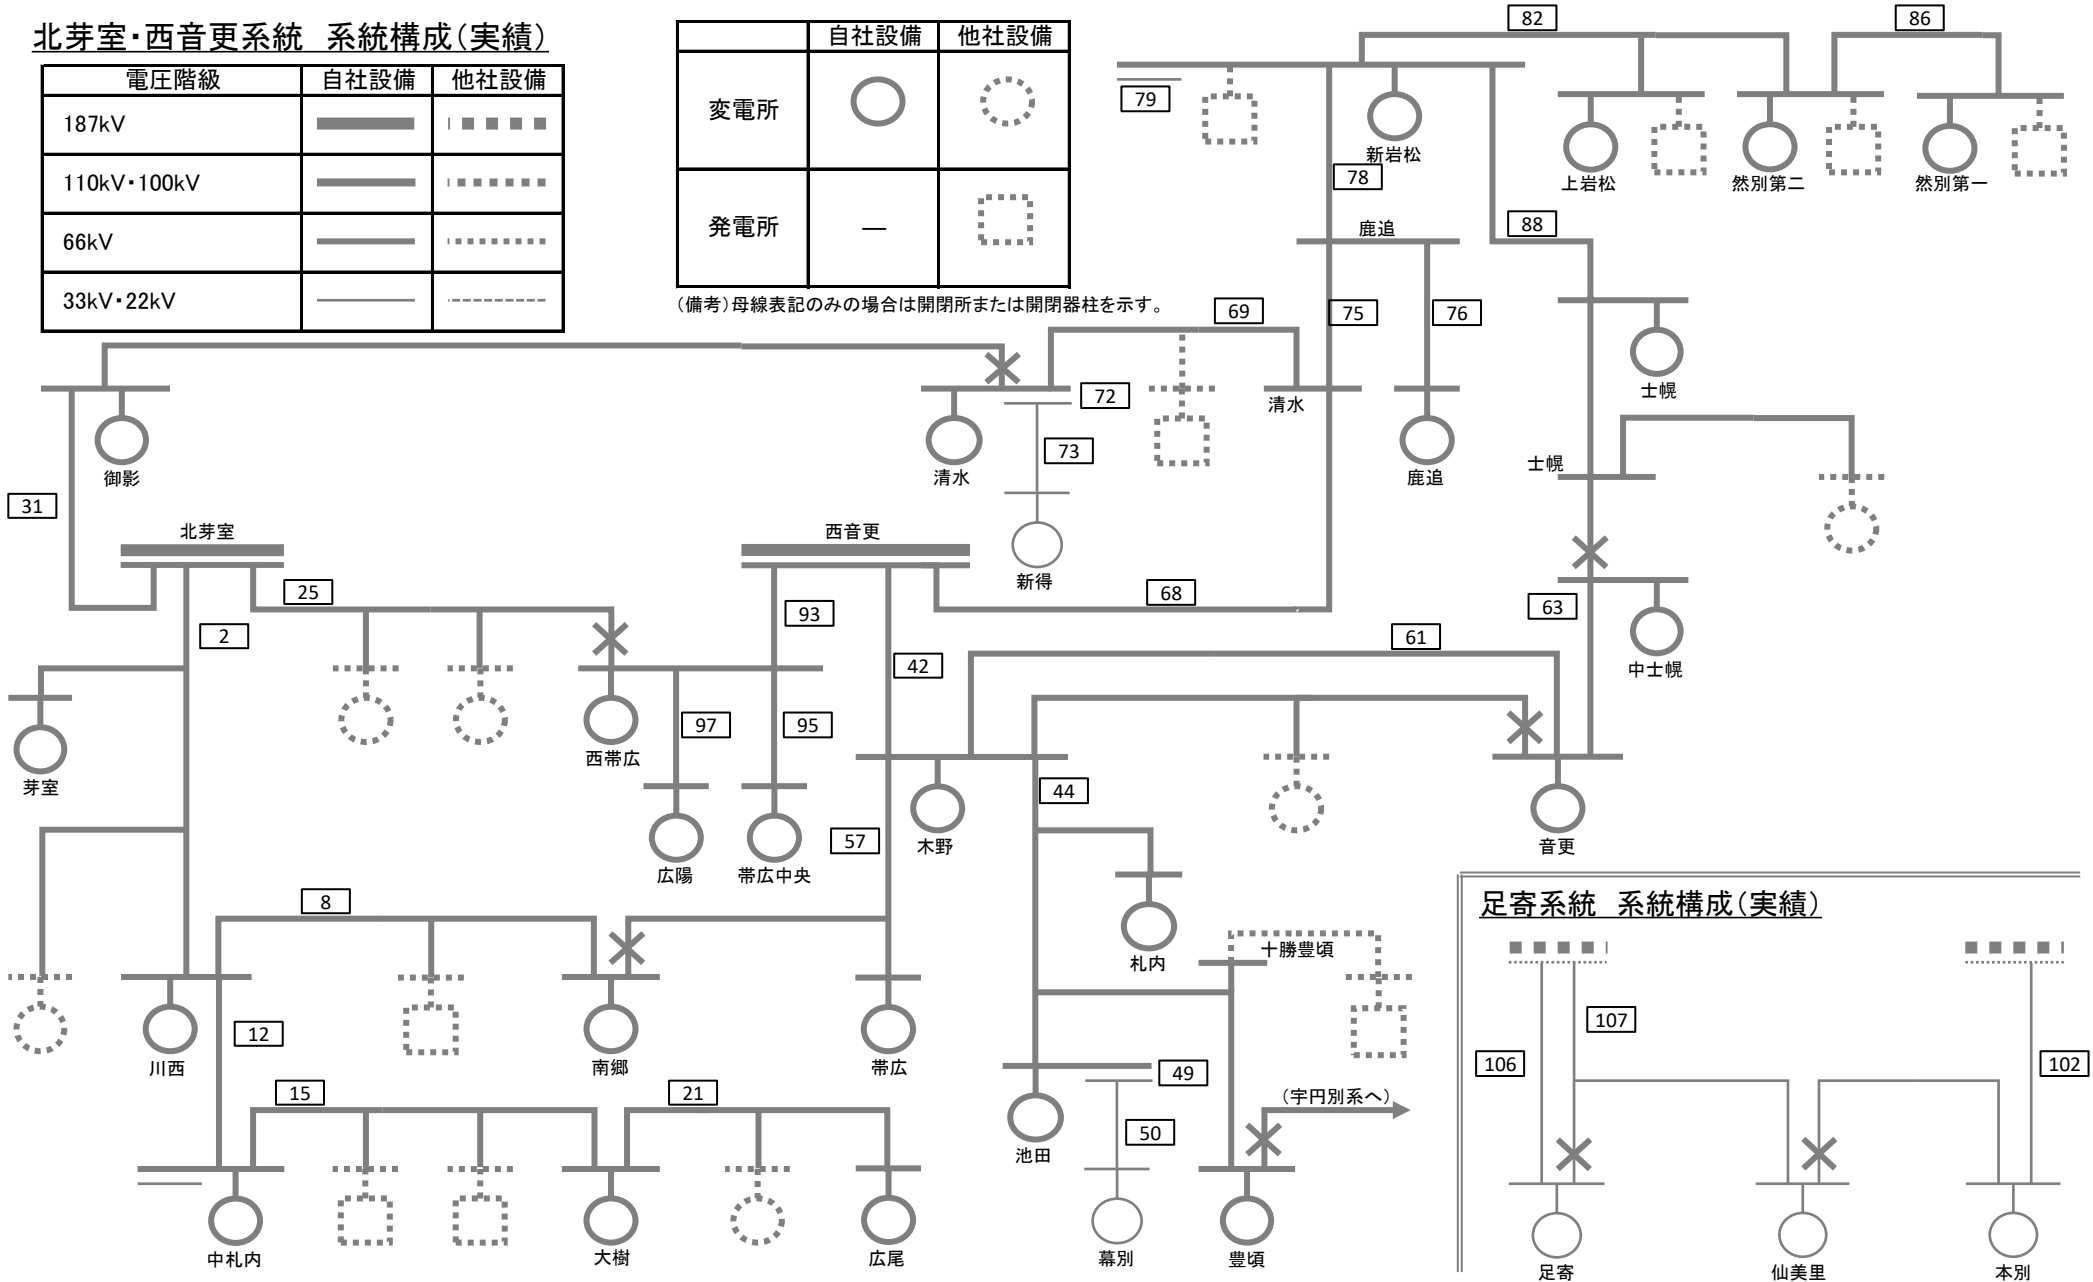 北芽室・西音更系統 系統構成(実績)
電圧階級 自社設備 他社設備
187kV
110kV・100kV
66kV
33kV・22kV
自社設備 他社設備
変電所
発電所 ―
(備考)母線表記のみの場合は開閉所または開閉器柱を示す。
82
86
79
新岩松
上岩松
然別第二
然別第一
78
鹿追
88
69
75
76
士幌
72
清水
73
御影
清水
鹿追
士幌
31
北芽室
西音更
新得
25
68
93
63
2
61
42
中士幌
97
95
西帯広
芽室
44
57
木野
音更
広陽
帯広中央
8
足寄系統 系統構成(実績)
札内
十勝豊頃
12
107
川西
南郷
帯広
49
106
102
15
21
(宇円別系へ)
50
池田
中札内
大樹
広尾
幕別
豊頃
足寄
仙美里
本別